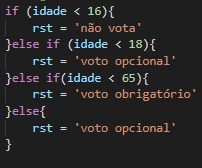 if (idade < 16){
    rst = 'não vota'
}else if (idade < 18){
    rst = 'voto opcional'
}else if(idade < 65){
    rst = 'voto obrigatório'
}else{
    rst = 'voto opcional'
}